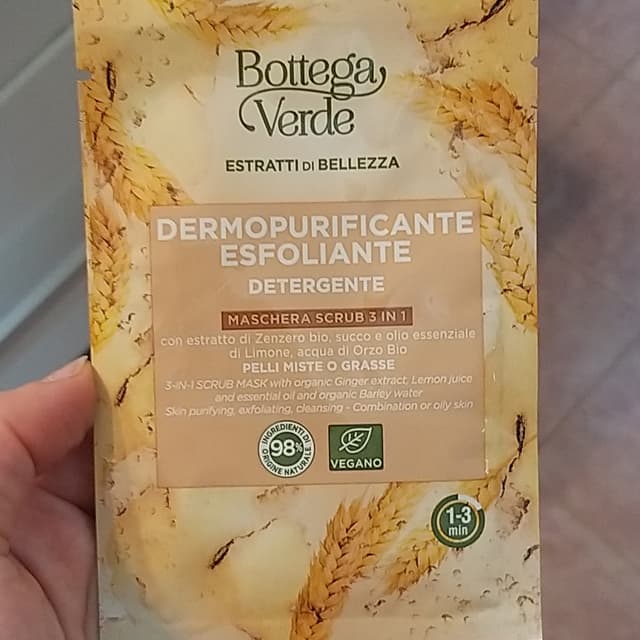 Bottega
Verde
ESTRATTI DI BELLEZZA
DERMOPURIFICANTE
ESFOLIANTE
DETERGENTE
MASCHERA SCRUB 3 IN 1
con estratto di Zenzero bio, succo e olio essenziale
di Limone, acqua di Orzo Bio
PELLI MISTE O GRASSE
3-IN-1 SCRUB MASK with organic Ginger extract, Lemon juice
and essential oil and organic Barley water
Skin purifying, exfoliating, cleansing - Combination or oily skin
INGREDIENTI DI
98%
ORIGINE NATURALE
VEGANO
1-3
min